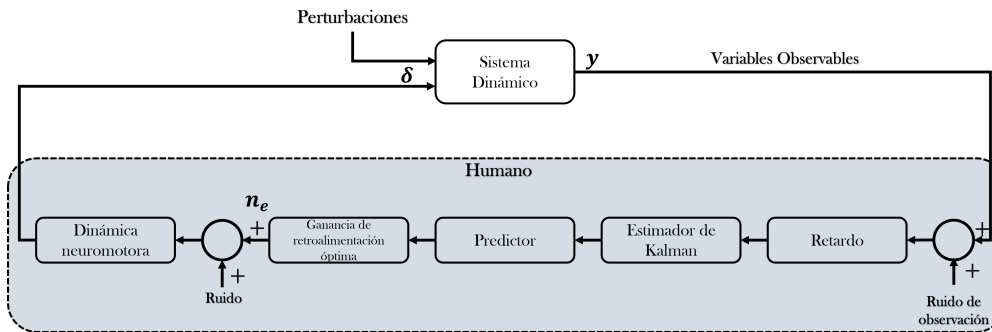 Perturbaciones
δ
Sistema
Dinámico
y
Variables Observables
Humano
Dinámica
neuromotora
+
+
Ruido
n_e
Ganancia de
retroalimentación
óptima
Predictor
Estimador de
Kalman
Retardo
+
+
Ruido de
observación